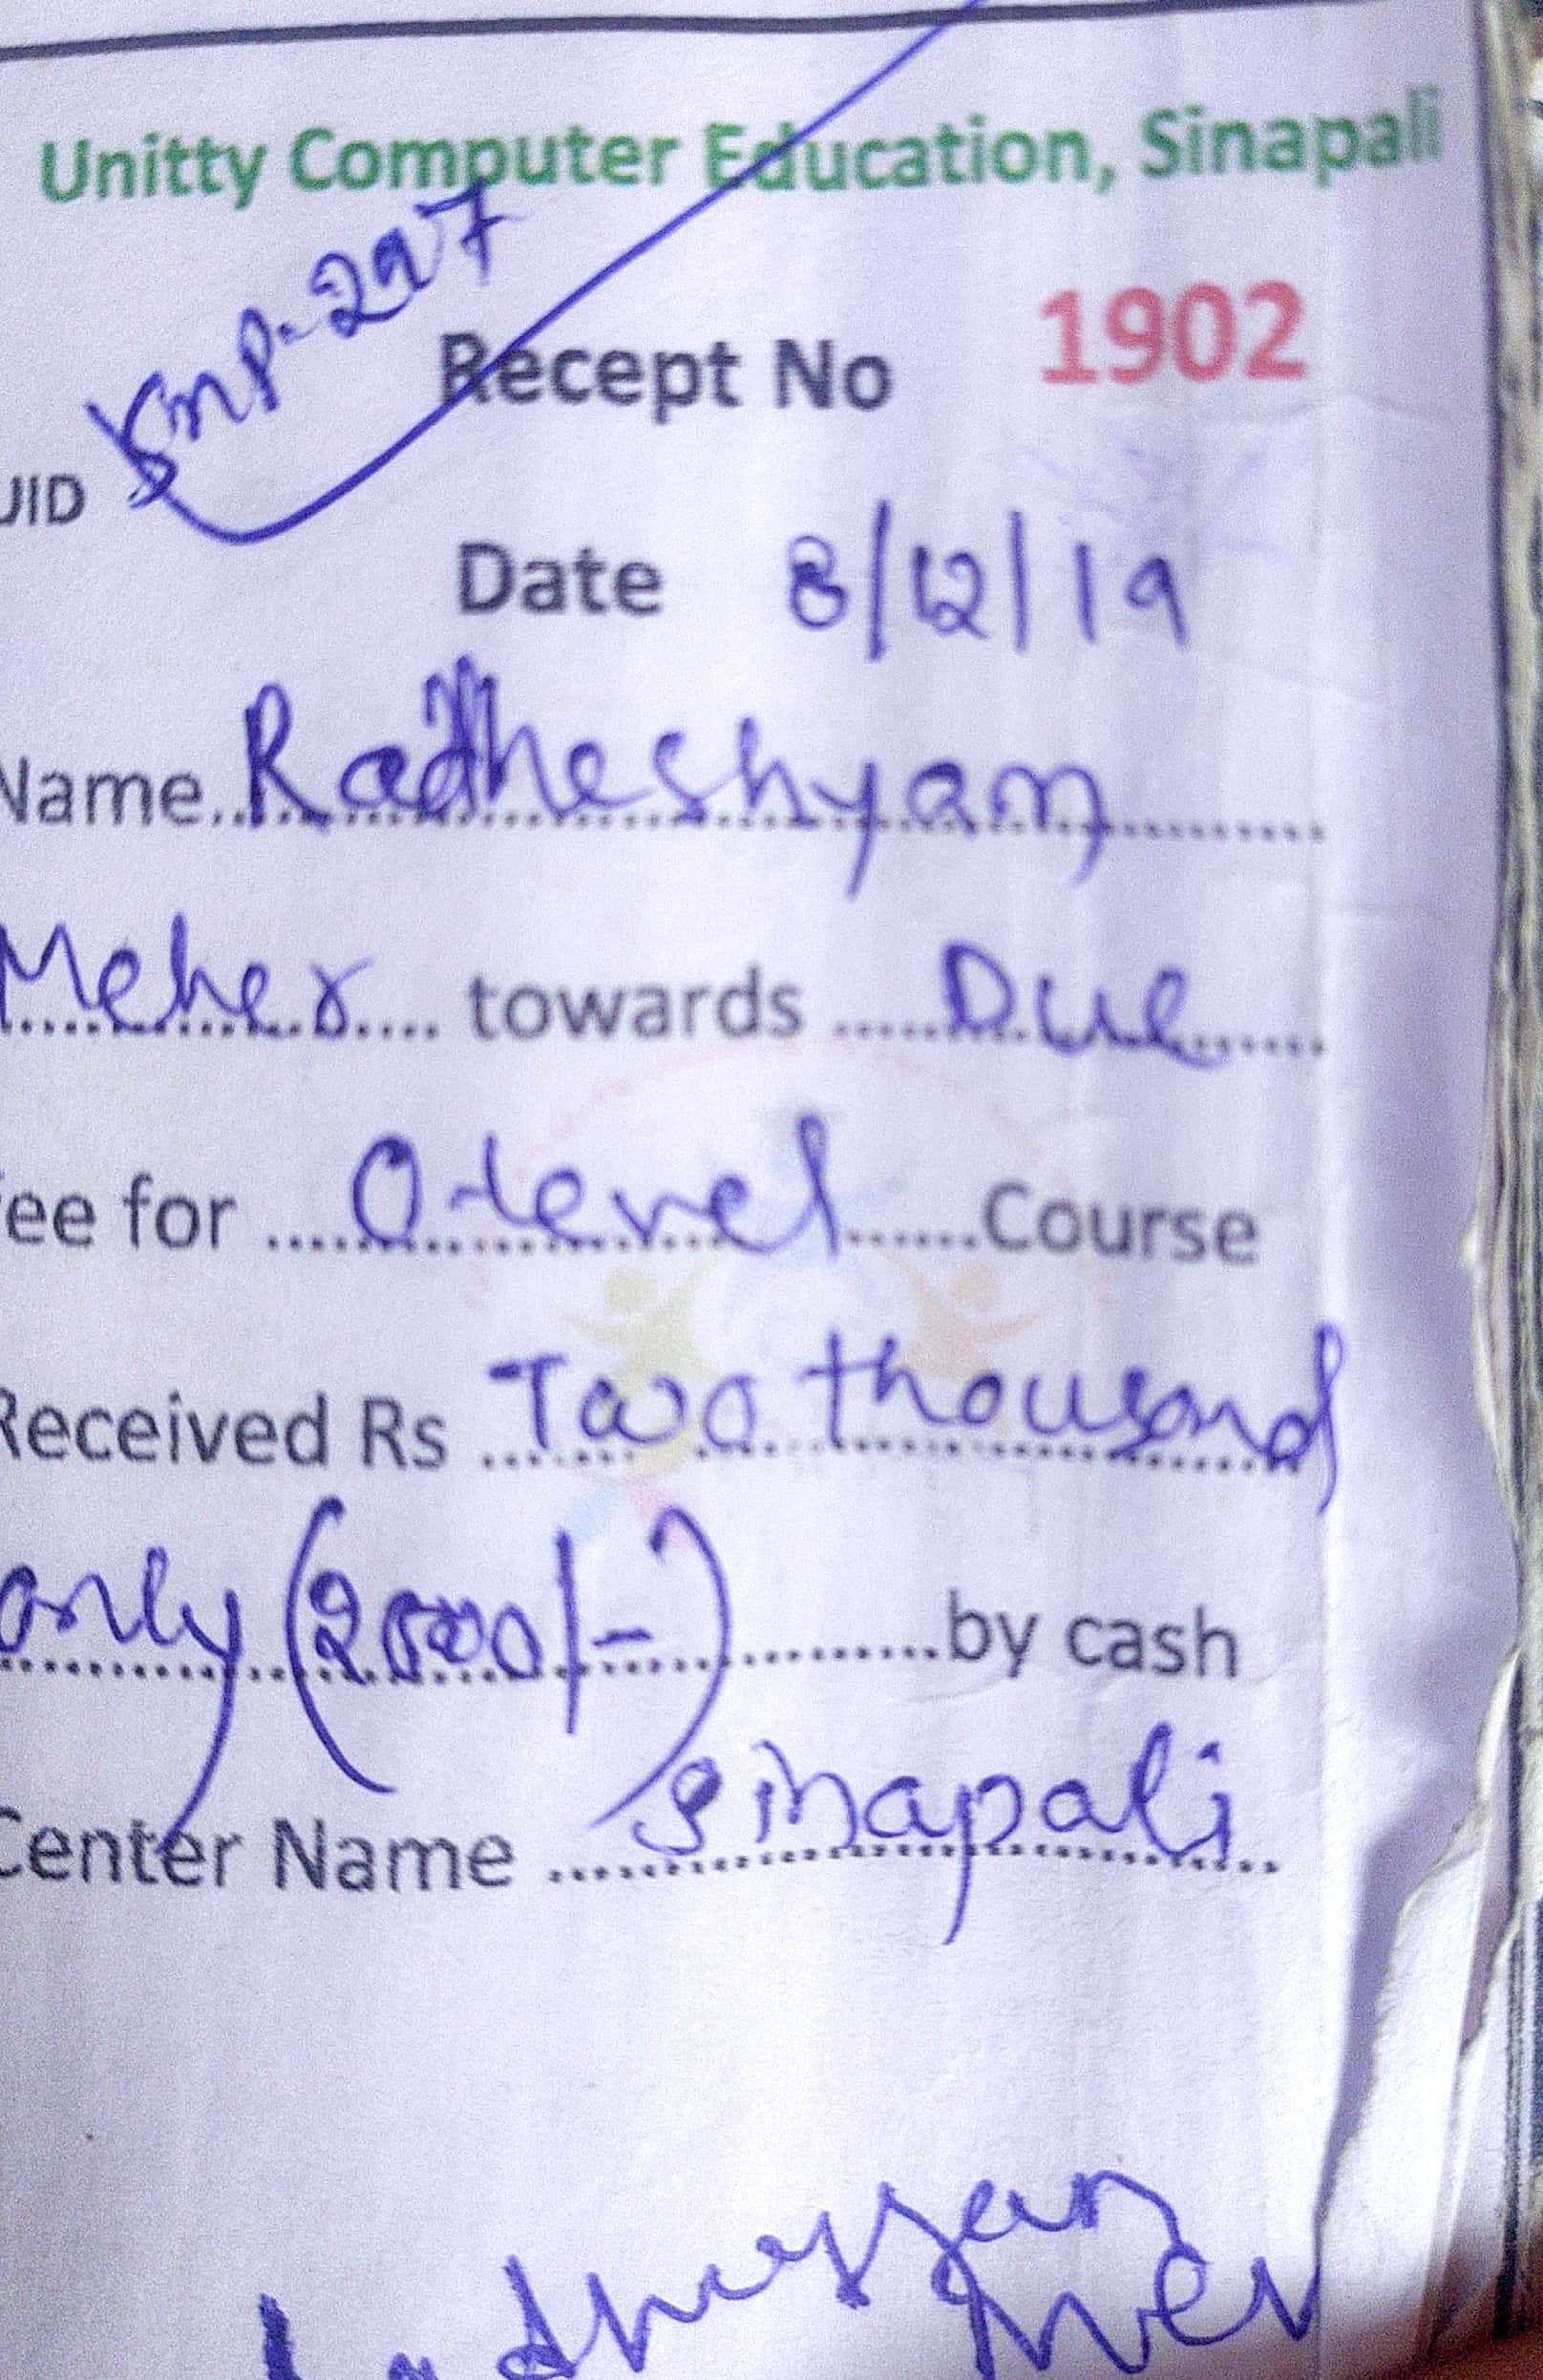 Unitty Computer Education, Sinapali
SnP-297
Recept No 1902
UID
Date 8/12/19
Name..Radheshyam
Meher.... towards ....Due....
fee for ....O-level......Course
Received Rs ...Two thousand
only (2000/-)..........by cash
Center Name ...Sinapali...